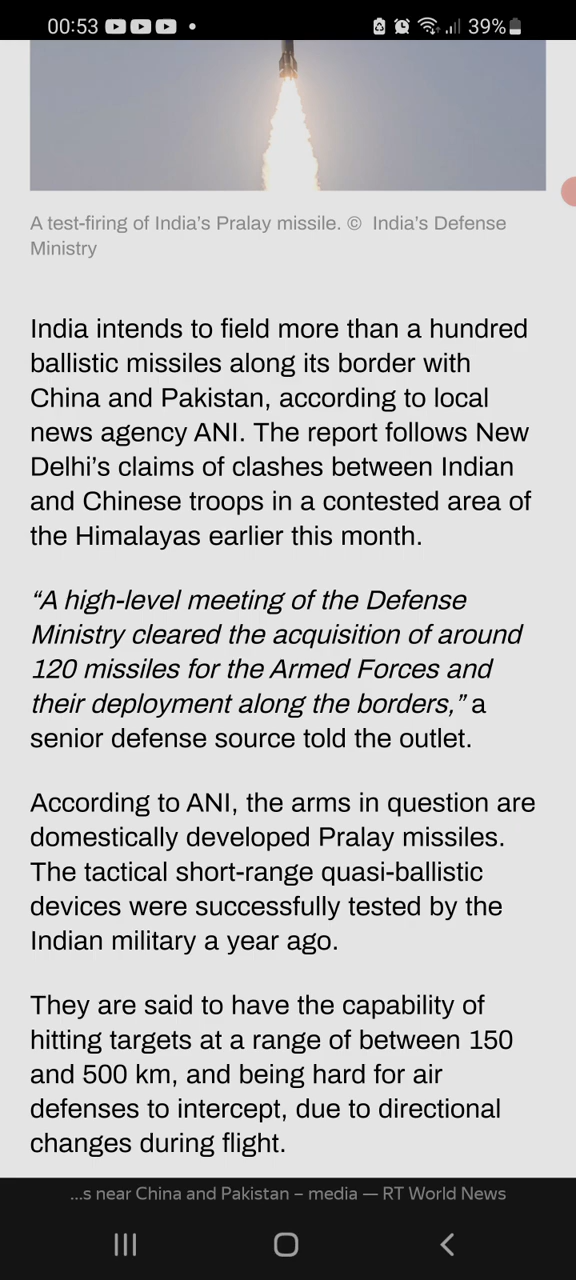 00:53
39%
A test-firing of India’s Pralay missile. © India’s Defense
Ministry
India intends to field more than a hundred
ballistic missiles along its border with
China and Pakistan, according to local
news agency ANI. The report follows New
Delhi’s claims of clashes between Indian
and Chinese troops in a contested area of
the Himalayas earlier this month.
“A high-level meeting of the Defense
Ministry cleared the acquisition of around
120 missiles for the Armed Forces and
their deployment along the borders,” a
senior defense source told the outlet.
According to ANI, the arms in question are
domestically developed Pralay missiles.
The tactical short-range quasi-ballistic
devices were successfully tested by the
Indian military a year ago.
They are said to have the capability of
hitting targets at a range of between 150
and 500 km, and being hard for air
defenses to intercept, due to directional
changes during flight.
...s near China and Pakistan – media — RT World News